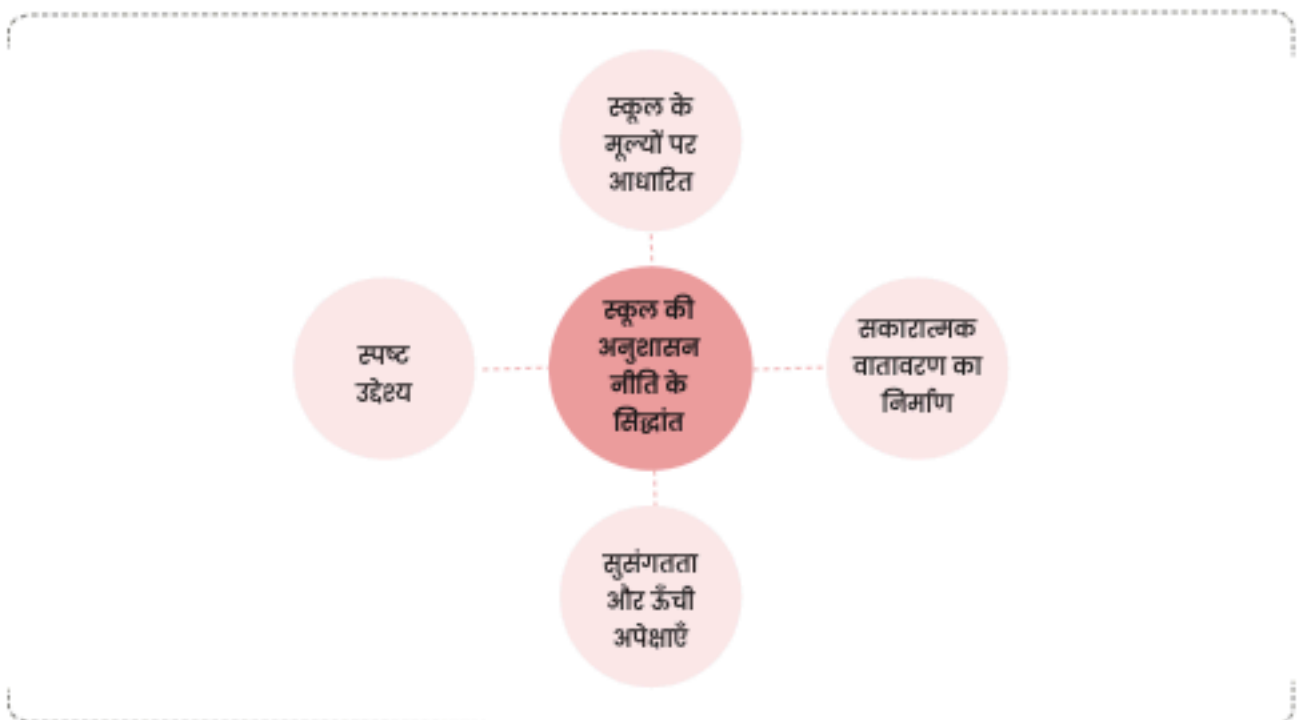 स्कूल के
मूल्यों पर
आधारित
स्पष्ट
उद्देश्य
स्कूल की
अनुशासन
नीति के
सिद्धांत
सकारात्मक
वातावरण का
निर्माण
सुसंगतता
और ऊँची
अपेक्षाएँ